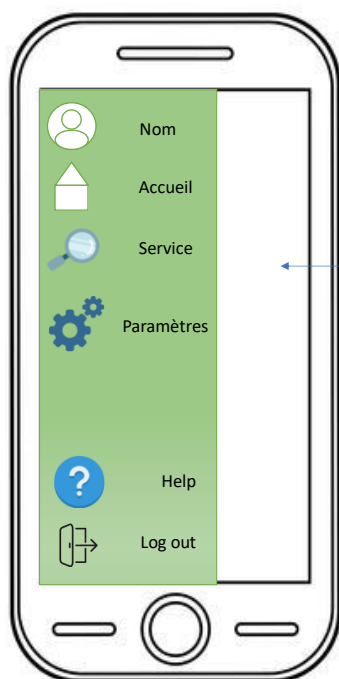 Nom
Accueil
Service
Paramètres
?
Help
Log out